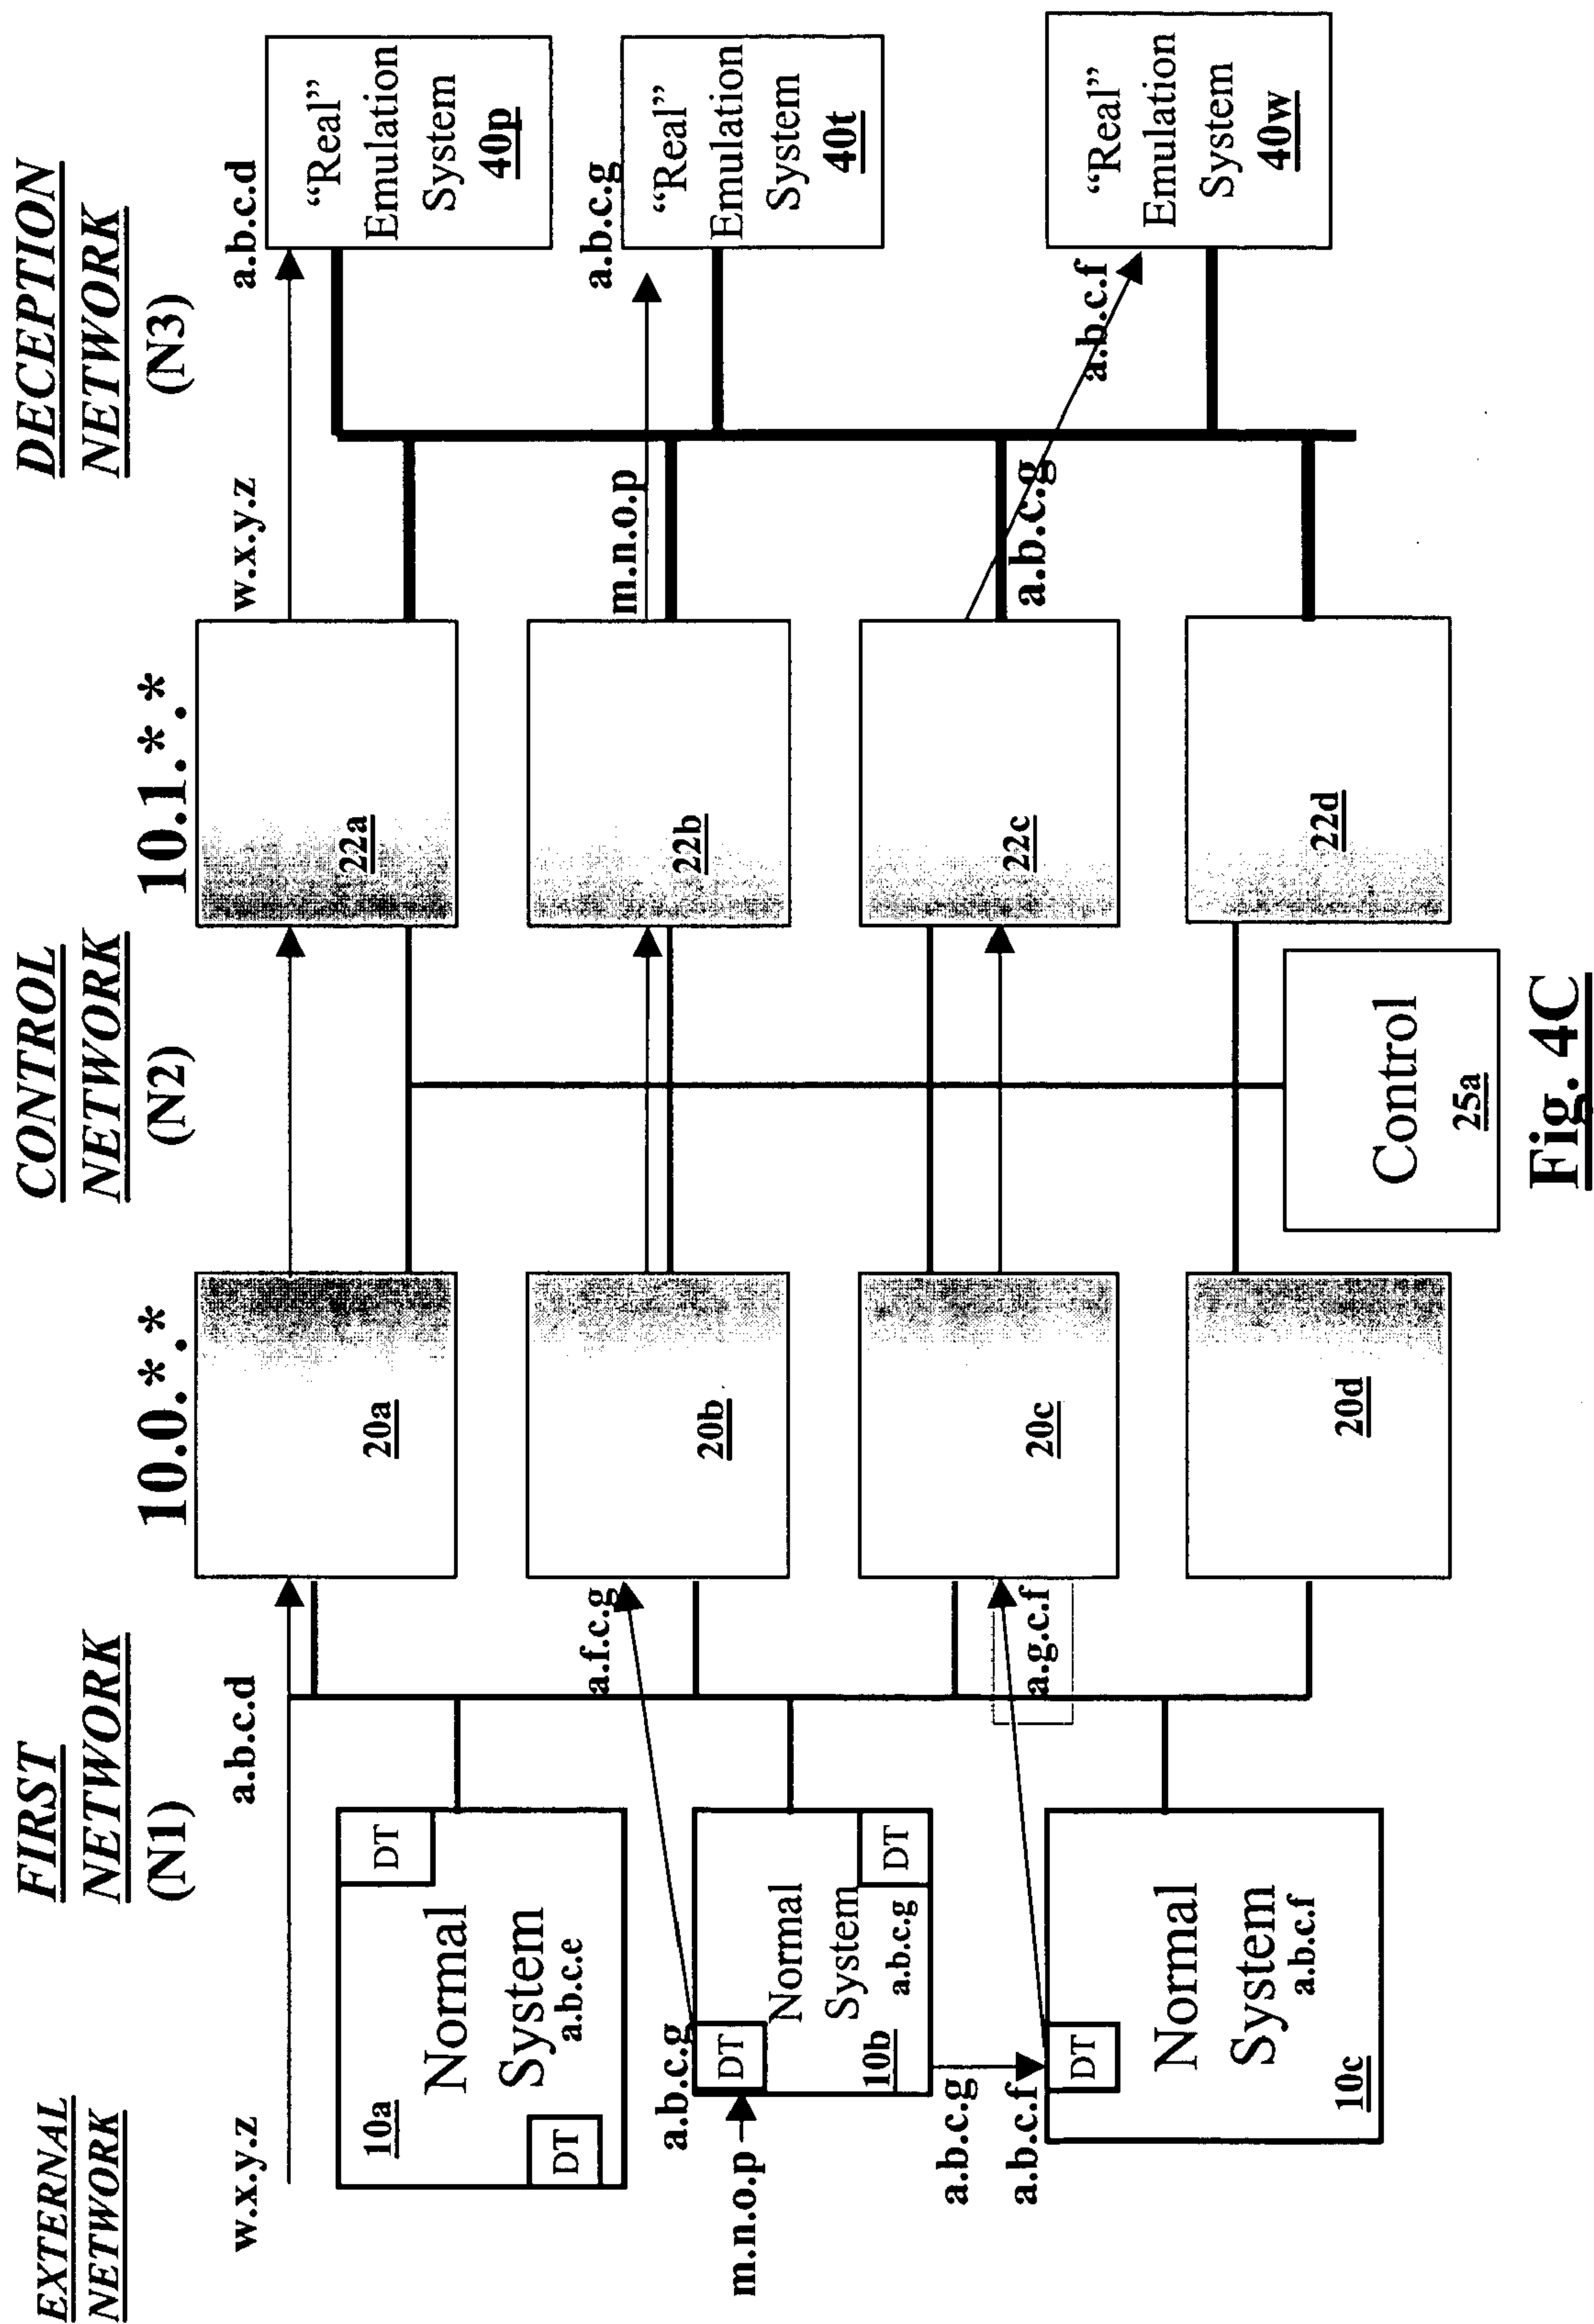 EXTERNAL
NETWORK
FIRST
NETWORK
(N1)
CONTROL
NETWORK
(N2)
DECEPTION
NETWORK
(N3)
10.0.*.*
10.1.*.*
w.x.y.z
a.b.c.d
w.x.y.z
a.b.c.d
10a
Normal
System
a.b.c.e
DT
DT
20a
22a
"Real"
Emulation
System
40p
a.b.c.g
m.n.o.p
DT
Normal
System
a.b.c.g
10b
DT
a.f.c.g
20b
22b
m.n.o.p
a.b.c.g
"Real"
Emulation
System
40t
a.b.c.g
a.b.c.f
DT
Normal
System
a.b.c.f
10c
a.g.c.f
20c
22c
a.b.c.g
a.b.c.f
"Real"
Emulation
System
40w
20d
22d
Control
25a
Fig. 4C